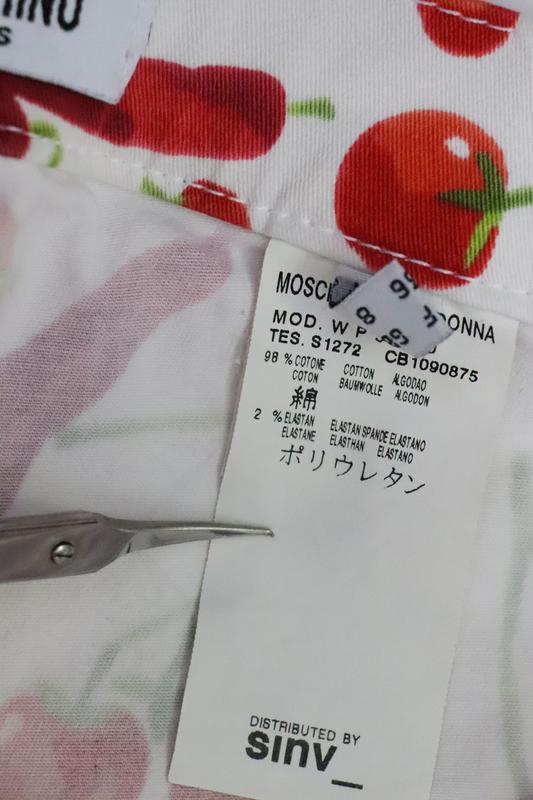 MOSC DONNA
MOD. W P
TES. S1272 CB1090875
98 % COTONE COTTON ALGODAO
COTON BAUMWOLLE ALGODON
綿
2 % ELASTAN ELASTAN SPANDE ELASTANO
ELASTANE ELASTHAN ELASTANO
ポリウレタン
DISTRIBUTED BY
sinv_